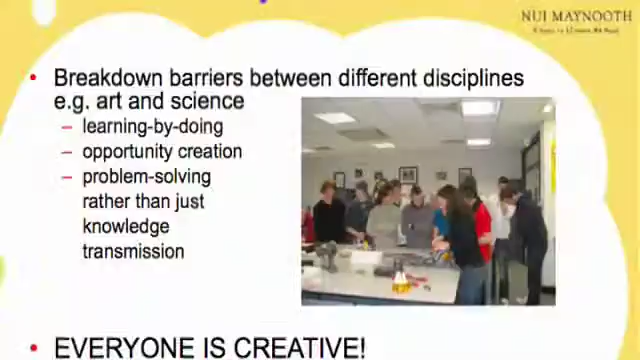 NUI MAYNOOTH
• Breakdown barriers between different disciplines
e.g. art and science
– learning-by-doing
– opportunity creation
– problem-solving
rather than just
knowledge
transmission
• EVERYONE IS CREATIVE!